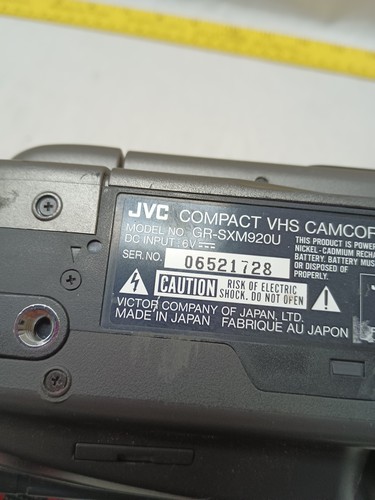 JVC COMPACT VHS CAMCOR
MODEL NO. GR-SXM920U
DC INPUT: 6V
SER. NO. 06521728
THIS PRODUCT IS POWE
NICKEL-CADMIUM RECHA
BATTERY. BATTERY MUS
OR DISPOSED OF
PROPERLY.
CAUTION RISK OF ELECTRIC
SHOCK. DO NOT OPEN
VICTOR COMPANY OF JAPAN, LTD.
MADE IN JAPAN FABRIQUE AU JAPON